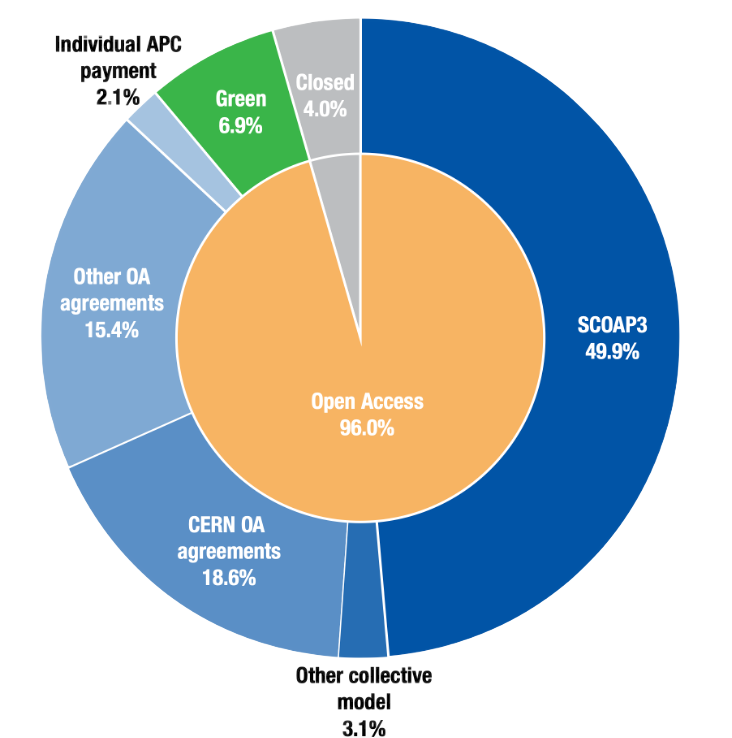 Individual APC
payment
2.1%
Green
6.9%
Closed
4.0%
Other OA
agreements
15.4%
SCOAP3
49.9%
Open Access
96.0%
CERN OA
agreements
18.6%
Other collective
model
3.1%